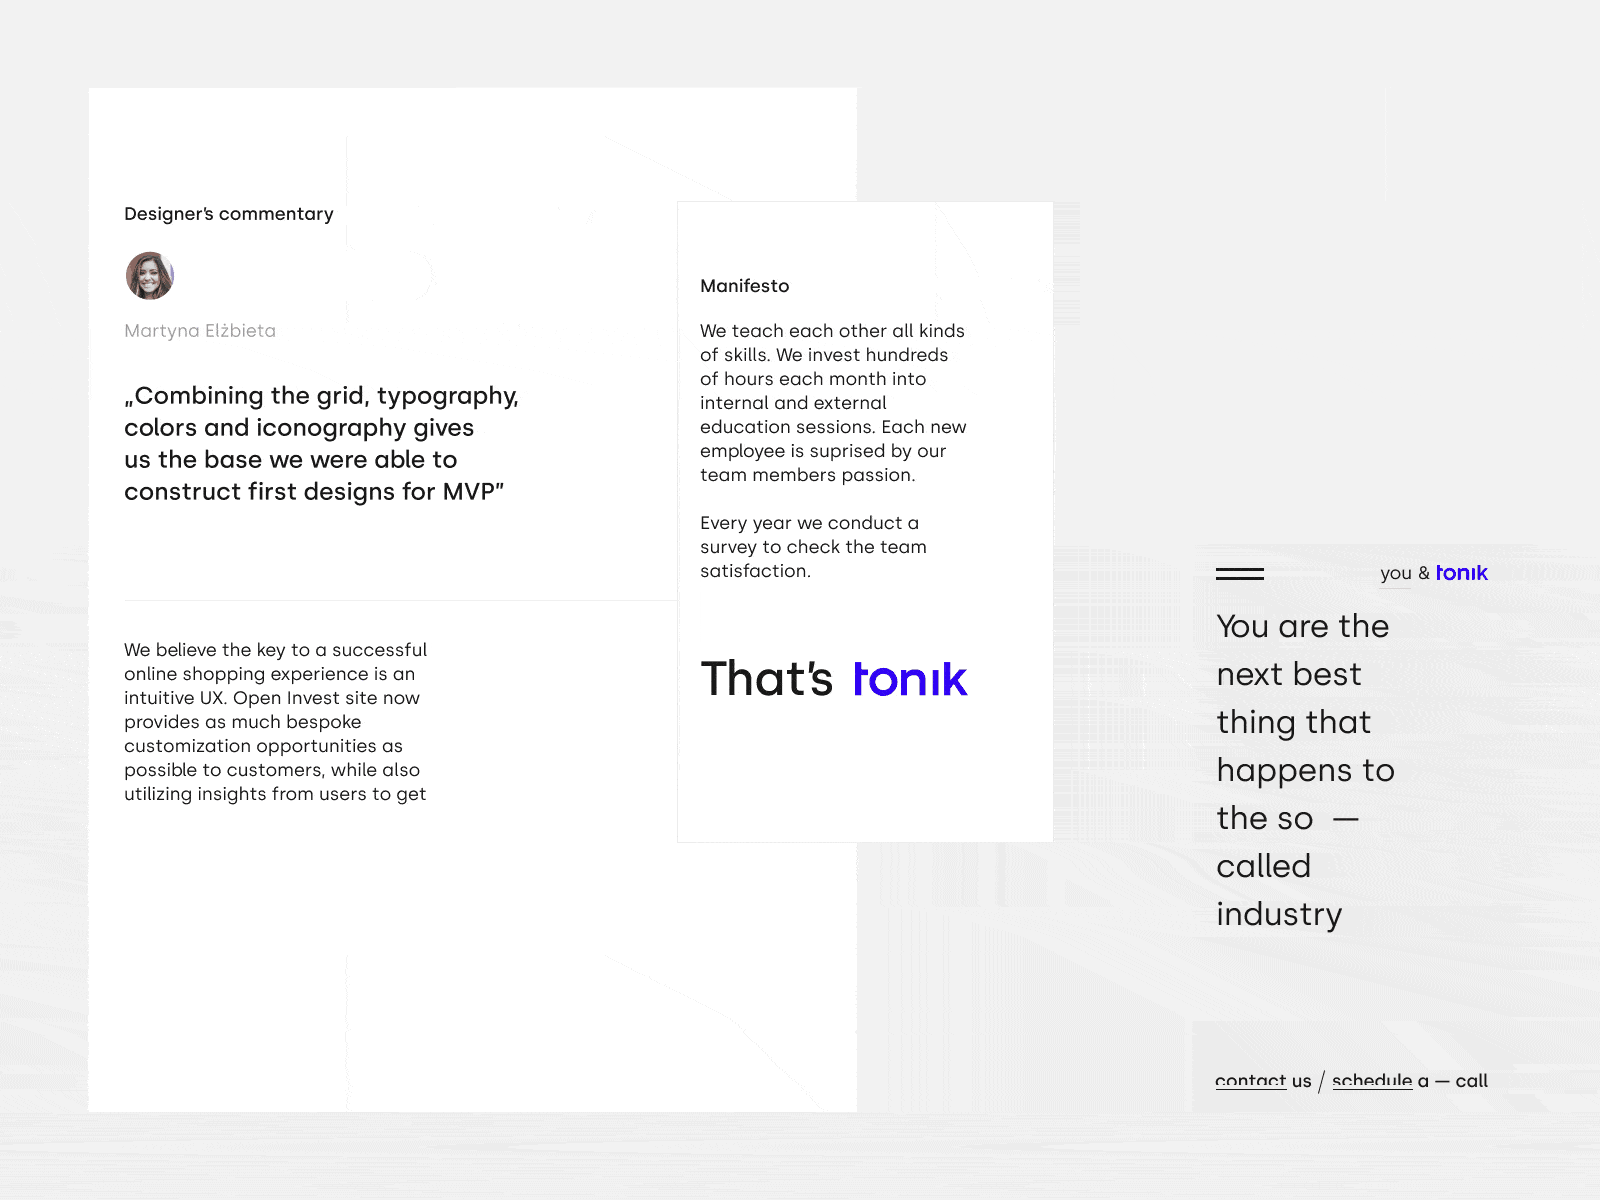 Designer's commentary
Martyna Elżbieta
„Combining the grid, typography,
colors and iconography gives
us the base we were able to
construct first designs for MVP”
We believe the key to a successful
online shopping experience is an
intuitive UX. Open Invest site now
provides as much bespoke
customization opportunities as
possible to customers, while also
utilizing insights from users to get
Manifesto
We teach each other all kinds
of skills. We invest hundreds
of hours each month into
internal and external
education sessions. Each new
employee is suprised by our
team members passion.
Every year we conduct a
survey to check the team
satisfaction.
That's tonik
you & tonik
You are the
next best
thing that
happens to
the so —
called
industry
contact us / schedule a — call